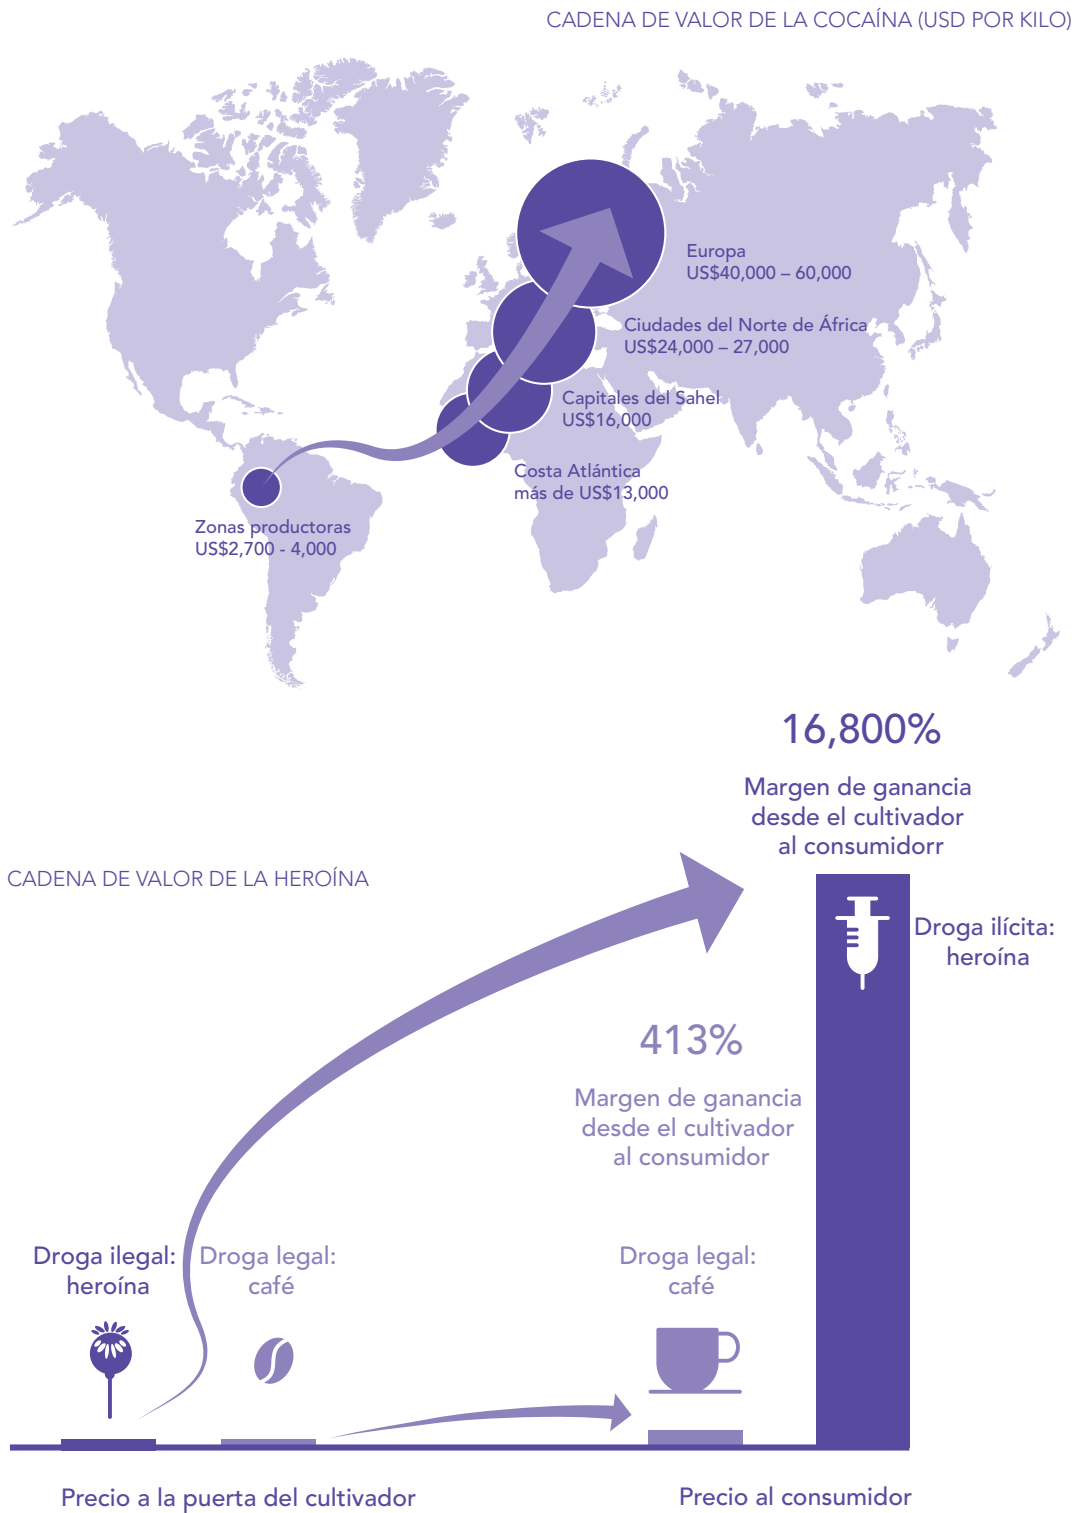 CADENA DE VALOR DE LA COCAÍNA (USD POR KILO)
Europa
US$40,000 – 60,000
Ciudades del Norte de África
US$24,000 – 27,000
Capitales del Sahel
US$16,000
Costa Atlántica
más de US$13,000
Zonas productoras
US$2,700 - 4,000
16,800%
Margen de ganancia
desde el cultivador
al consumidorr
CADENA DE VALOR DE LA HEROÍNA
Droga ilícita:
heroína
413%
Margen de ganancia
desde el cultivador
al consumidor
Droga ilegal:
heroína
Droga legal:
café
Droga legal:
café
Precio a la puerta del cultivador
Precio al consumidor